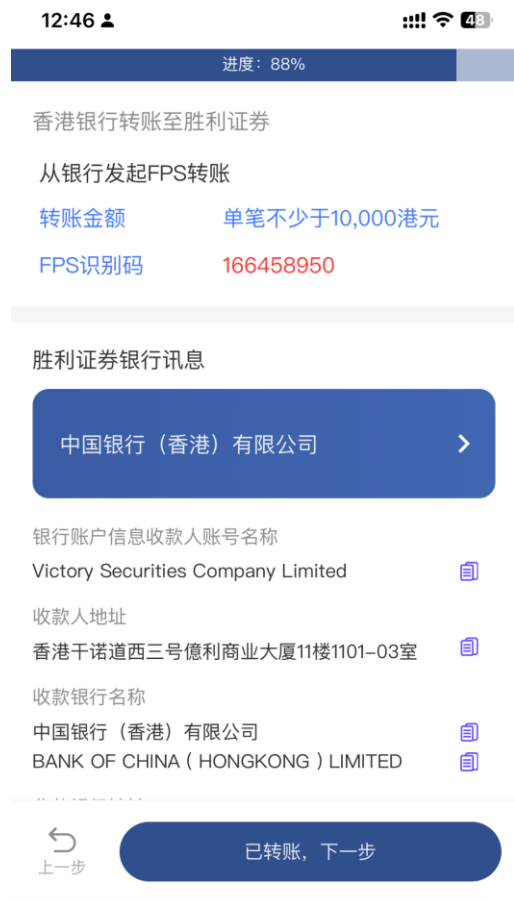 12:46
48
进度：88%
香港银行转账至胜利证券
从银行发起FPS转账
转账金额 单笔不少于10,000港元
FPS识别码 166458950
胜利证券银行讯息
中国银行（香港）有限公司
银行账户信息收款人账号名称
Victory Securities Company Limited
收款人地址
香港干诺道西三号億利商业大厦11楼1101-03室
收款银行名称
中国银行（香港）有限公司
BANK OF CHINA ( HONGKONG ) LIMITED
上一步
已转账，下一步